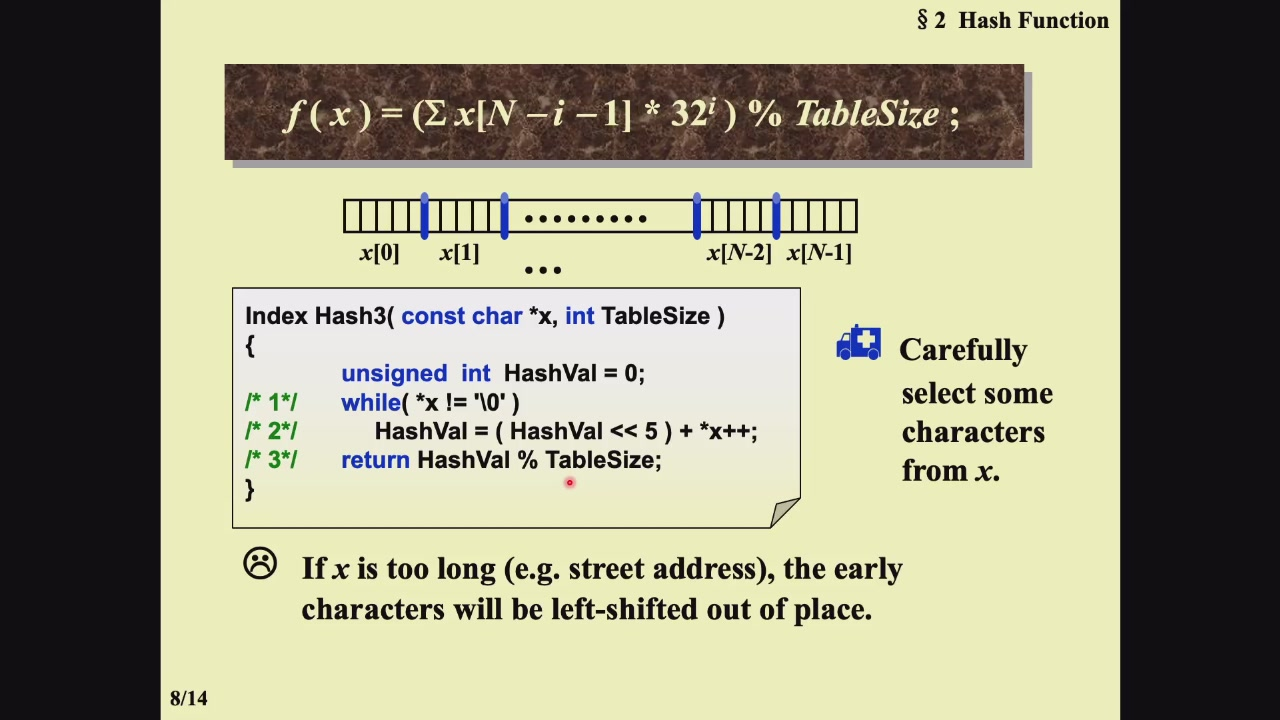 § 2 Hash Function
f ( x ) = (Σ x[N – i – 1] * 32ⁱ ) % TableSize ;
•••••••••
x[0] x[1] ••• x[N-2] x[N-1]
Index Hash3( const char *x, int TableSize )
{
unsigned int HashVal = 0;
/* 1*/ while( *x != '\0' )
/* 2*/ HashVal = ( HashVal << 5 ) + *x++;
/* 3*/ return HashVal % TableSize;
}
Carefully
select some
characters
from x.
If x is too long (e.g. street address), the early
characters will be left-shifted out of place.
8/14